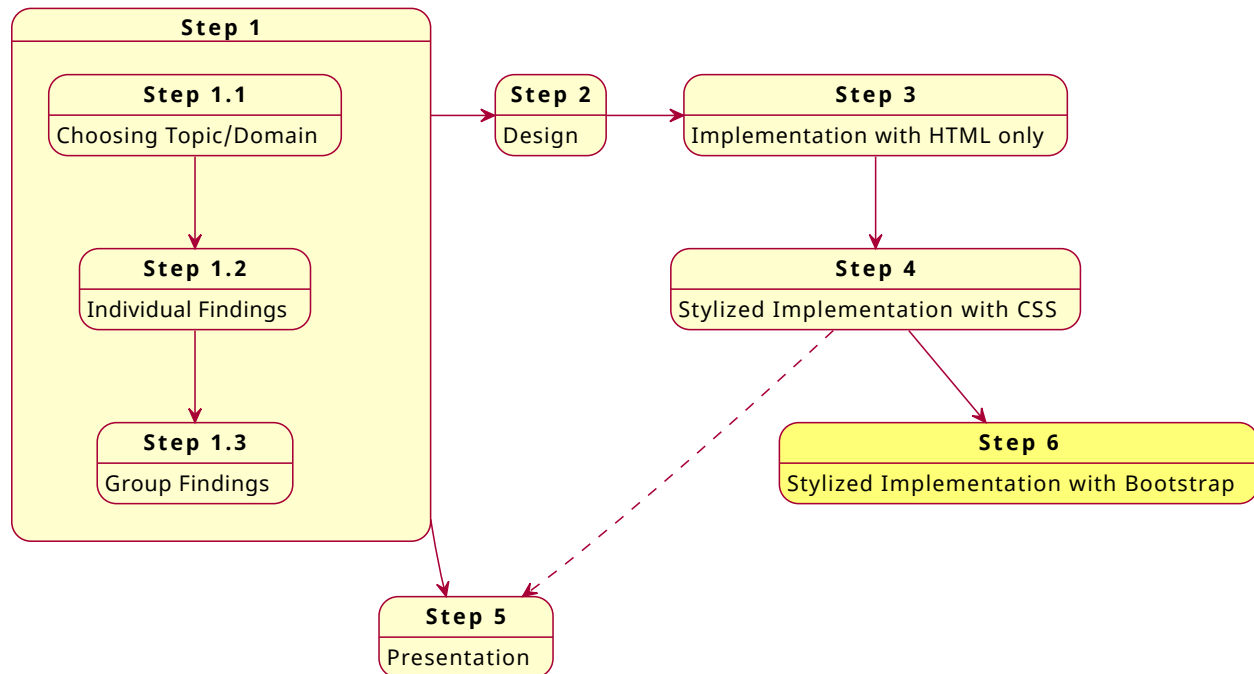 Step 1
Step 1.1
Choosing Topic/Domain
Step 1.2
Individual Findings
Step 1.3
Group Findings
Step 2
Design
Step 3
Implementation with HTML only
Step 4
Stylized Implementation with CSS
Step 6
Stylized Implementation with Bootstrap
Step 5
Presentation